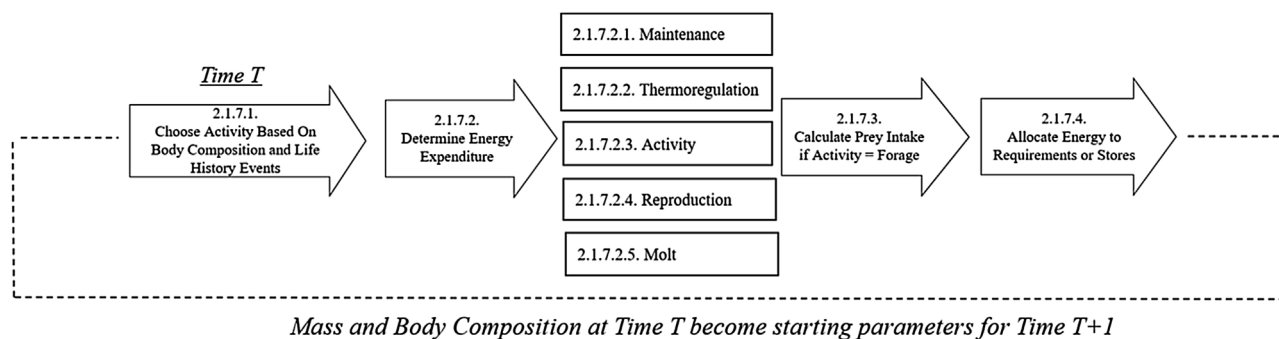 Time T
2.1.7.1.
Choose Activity Based On
Body Composition and Life
History Events
2.1.7.2.
Determine Energy
Expenditure
2.1.7.2.1. Maintenance
2.1.7.2.2. Thermoregulation
2.1.7.2.3. Activity
2.1.7.2.4. Reproduction
2.1.7.2.5. Molt
2.1.7.3.
Calculate Prey Intake
if Activity = Forage
2.1.7.4.
Allocate Energy to
Requirements or Stores
Mass and Body Composition at Time T become starting parameters for Time T+1